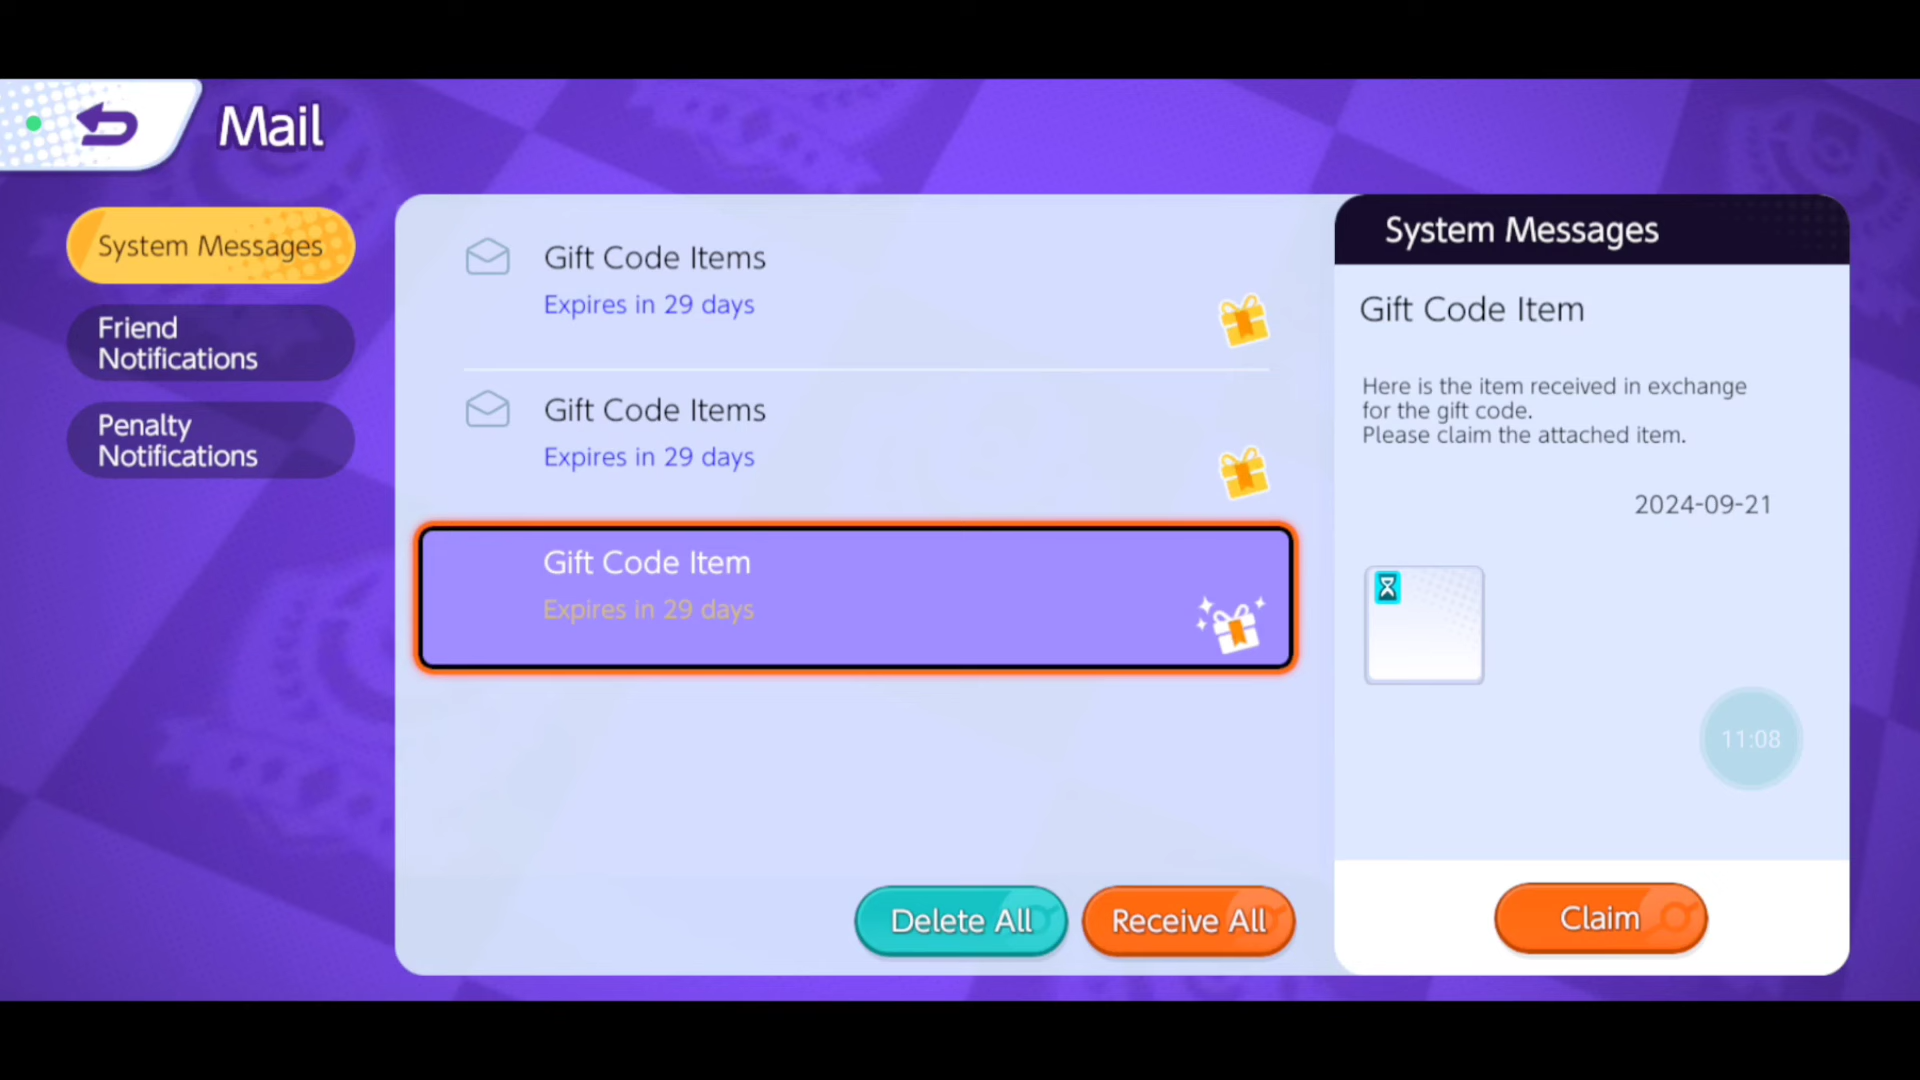 Mail
System Messages
Friend
Notifications
Penalty
Notifications
Gift Code Items
Expires in 29 days
Gift Code Items
Expires in 29 days
Gift Code Item
Expires in 29 days
Delete All
Receive All
System Messages
Gift Code Item
Here is the item received in exchange
for the gift code.
Please claim the attached item.
2024-09-21
11:08
Claim